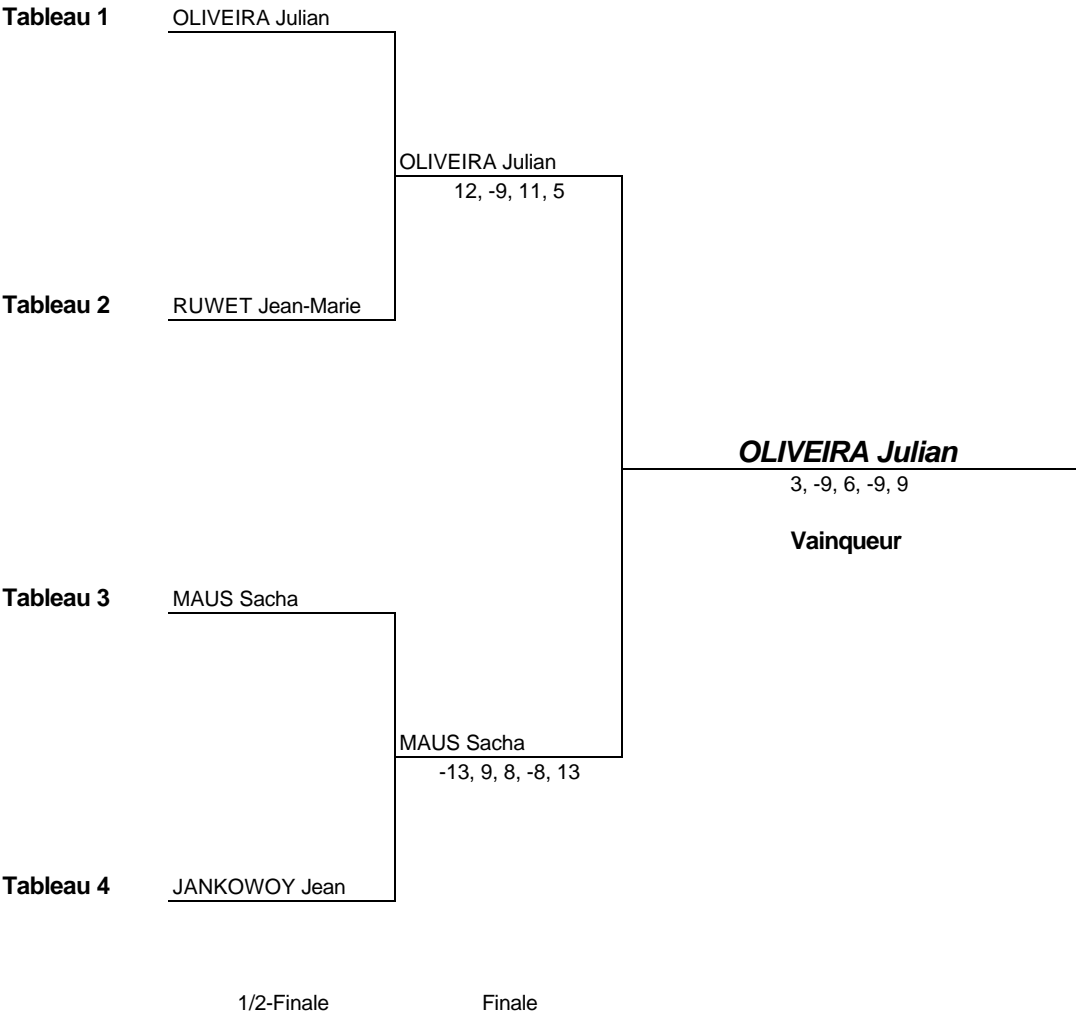 Tableau 1 OLIVEIRA Julian
OLIVEIRA Julian
12, -9, 11, 5
Tableau 2 RUWET Jean-Marie
OLIVEIRA Julian
3, -9, 6, -9, 9
Vainqueur
Tableau 3 MAUS Sacha
MAUS Sacha
-13, 9, 8, -8, 13
Tableau 4 JANKOWOY Jean
1/2-Finale Finale